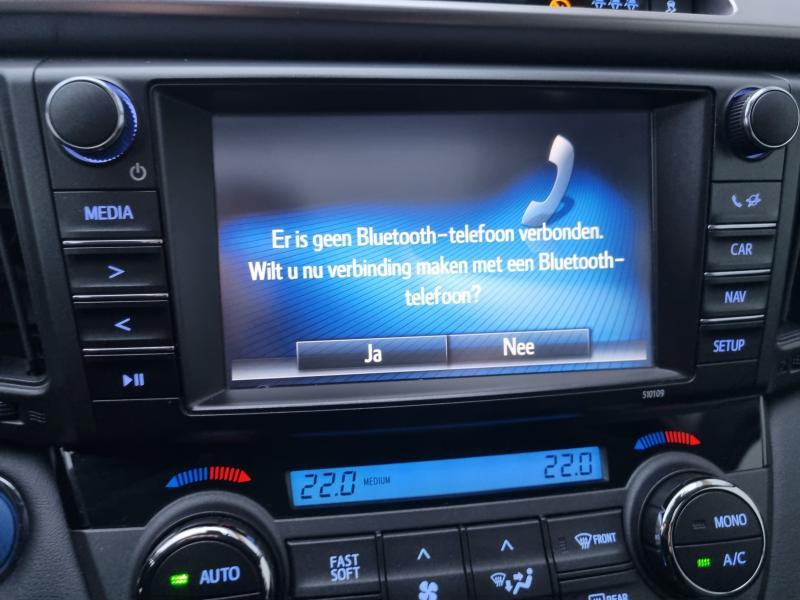 MEDIA
>
<
Er is geen Bluetooth-telefoon verbonden.
Wilt u nu verbinding maken met een Bluetooth-
telefoon?
Ja
Nee
CAR
NAV
SETUP
510109
22.0 MEDIUM 22.0
AUTO
FAST
SOFT
FRONT
REAR
MONO
A/C